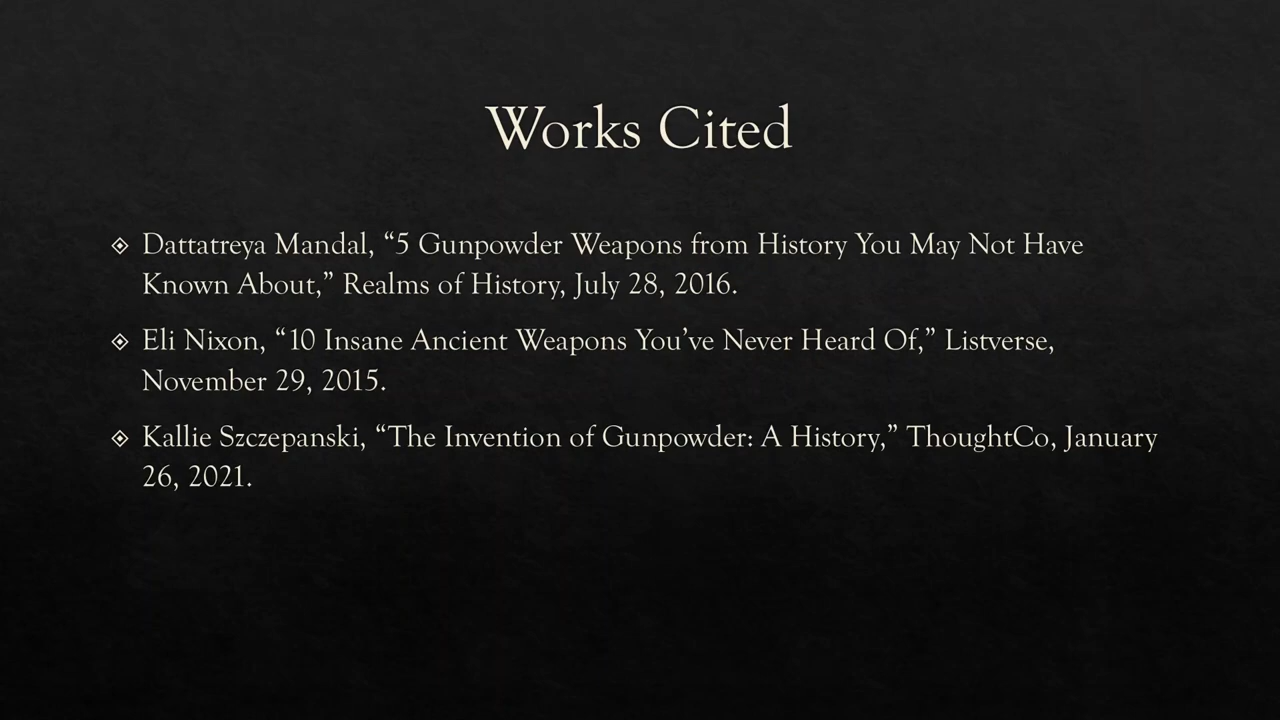 Works Cited
Dattatreya Mandal, “5 Gunpowder Weapons from History You May Not Have
Known About,” Realms of History, July 28, 2016.
Eli Nixon, “10 Insane Ancient Weapons You’ve Never Heard Of,” Listverse,
November 29, 2015.
Kallie Szczepanski, “The Invention of Gunpowder: A History,” ThoughtCo, January
26, 2021.